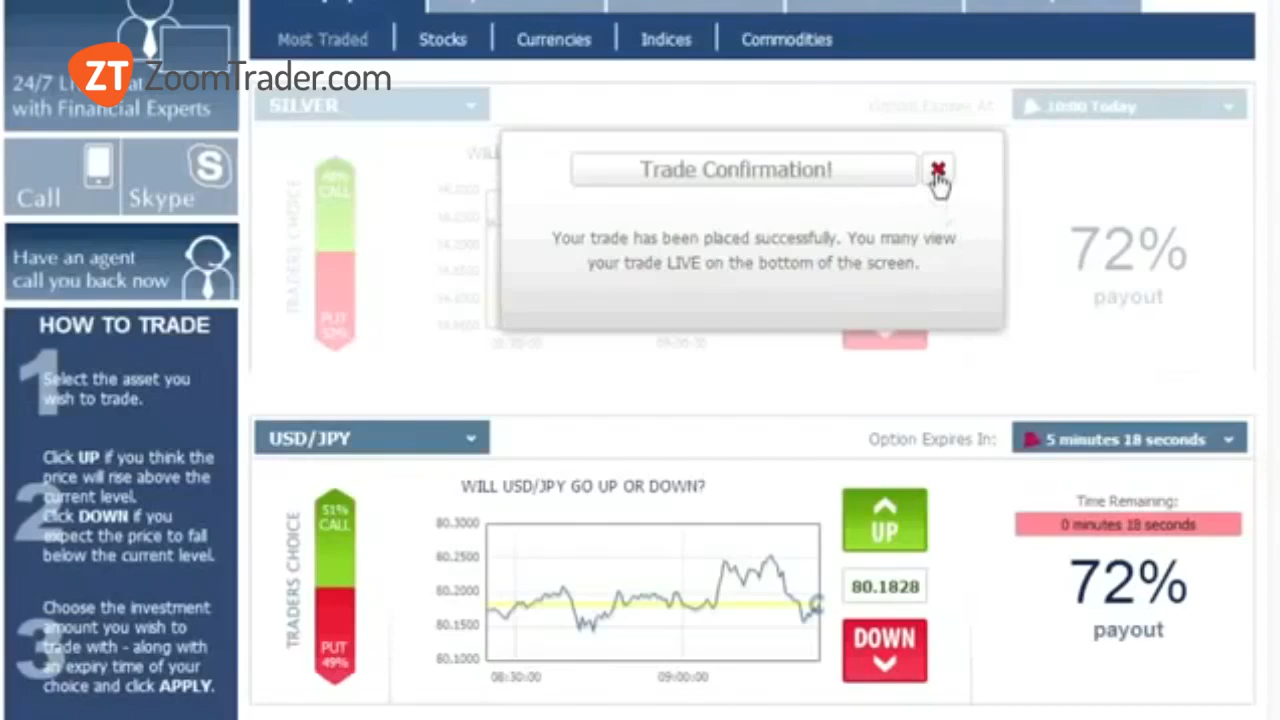 Most Traded
Stocks
Currencies
Indices
Commodities
ZT ZoomTrader.com
24/7
with Financial Experts
SILVER
10:00 Today
Call
Skype
Trade Confirmation!
Your trade has been placed successfully. You many view
your trade LIVE on the bottom of the screen.
TRADERS CHOICE
CALL
PUT
72%
payout
Have an agent
call you back now
HOW TO TRADE
1
Select the asset you
wish to trade.
2
Click UP if you think the
price will rise above the
current level.
Click DOWN if you
expect the price to fall
below the current level.
3
Choose the investment
amount you wish to
trade with - along with
an expiry time of your
choice and click APPLY.
USD/JPY
Option Expires In:
5 minutes 18 seconds
WILL USD/JPY GO UP OR DOWN?
TRADERS CHOICE
51%
CALL
PUT
49%
80.3000
80.2500
80.2000
80.1500
80.1000
08:30:00
09:00:00
UP
80.1828
DOWN
Time Remaining:
0 minutes 18 seconds
72%
payout